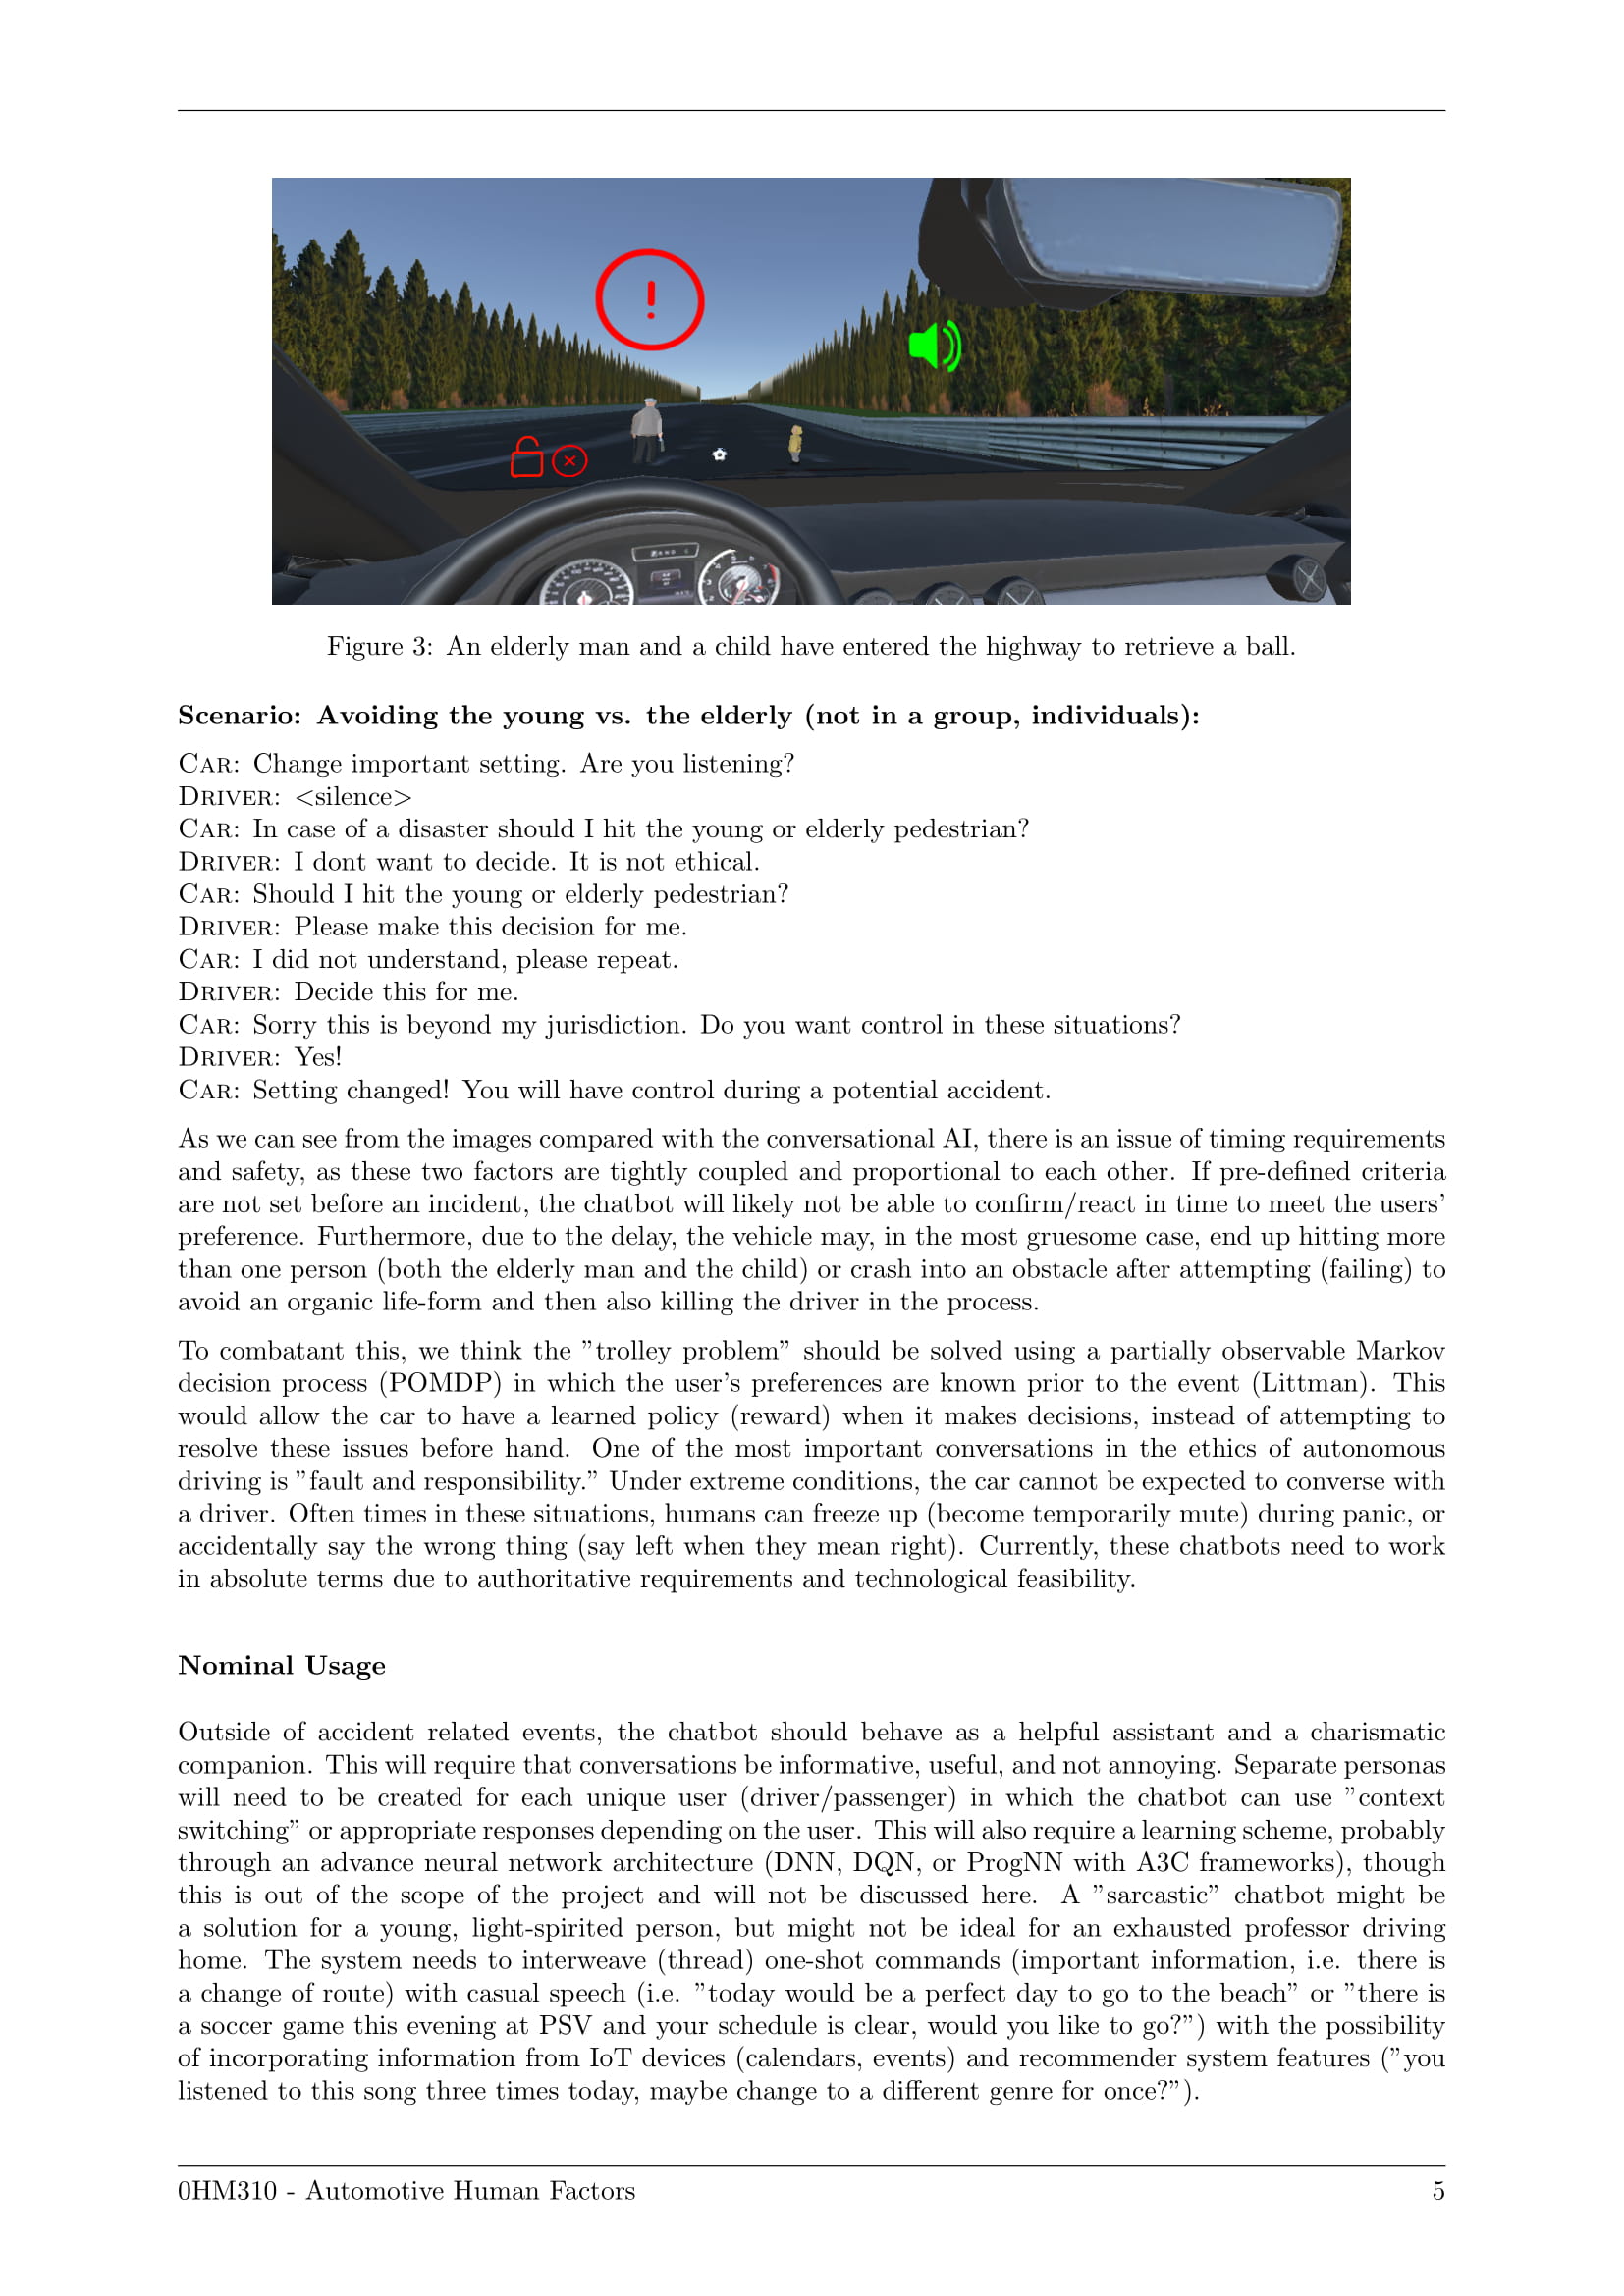 Figure 3: An elderly man and a child have entered the highway to retrieve a ball.
Scenario: Avoiding the young vs. the elderly (not in a group, individuals):
CAR: Change important setting. Are you listening?
DRIVER: <silence>
CAR: In case of a disaster should I hit the young or elderly pedestrian?
DRIVER: I dont want to decide. It is not ethical.
CAR: Should I hit the young or elderly pedestrian?
DRIVER: Please make this decision for me.
CAR: I did not understand, please repeat.
DRIVER: Decide this for me.
CAR: Sorry this is beyond my jurisdiction. Do you want control in these situations?
DRIVER: Yes!
CAR: Setting changed! You will have control during a potential accident.
As we can see from the images compared with the conversational AI, there is an issue of timing requirements
and safety, as these two factors are tightly coupled and proportional to each other. If pre-defined criteria
are not set before an incident, the chatbot will likely not be able to confirm/react in time to meet the users'
preference. Furthermore, due to the delay, the vehicle may, in the most gruesome case, end up hitting more
than one person (both the elderly man and the child) or crash into an obstacle after attempting (failing) to
avoid an organic life-form and then also killing the driver in the process.
To combatant this, we think the "trolley problem" should be solved using a partially observable Markov
decision process (POMDP) in which the user's preferences are known prior to the event (Littman). This
would allow the car to have a learned policy (reward) when it makes decisions, instead of attempting to
resolve these issues before hand. One of the most important conversations in the ethics of autonomous
driving is "fault and responsibility." Under extreme conditions, the car cannot be expected to converse with
a driver. Often times in these situations, humans can freeze up (become temporarily mute) during panic, or
accidentally say the wrong thing (say left when they mean right). Currently, these chatbots need to work
in absolute terms due to authoritative requirements and technological feasibility.
Nominal Usage
Outside of accident related events, the chatbot should behave as a helpful assistant and a charismatic
companion. This will require that conversations be informative, useful, and not annoying. Separate personas
will need to be created for each unique user (driver/passenger) in which the chatbot can use "context
switching" or appropriate responses depending on the user. This will also require a learning scheme, probably
through an advance neural network architecture (DNN, DQN, or ProgNN with A3C frameworks), though
this is out of the scope of the project and will not be discussed here. A "sarcastic" chatbot might be
a solution for a young, light-spirited person, but might not be ideal for an exhausted professor driving
home. The system needs to interweave (thread) one-shot commands (important information, i.e. there is
a change of route) with casual speech (i.e. "today would be a perfect day to go to the beach" or "there is
a soccer game this evening at PSV and your schedule is clear, would you like to go?") with the possibility
of incorporating information from IoT devices (calendars, events) and recommender system features ("you
listened to this song three times today, maybe change to a different genre for once?").
0HM310 - Automotive Human Factors 5